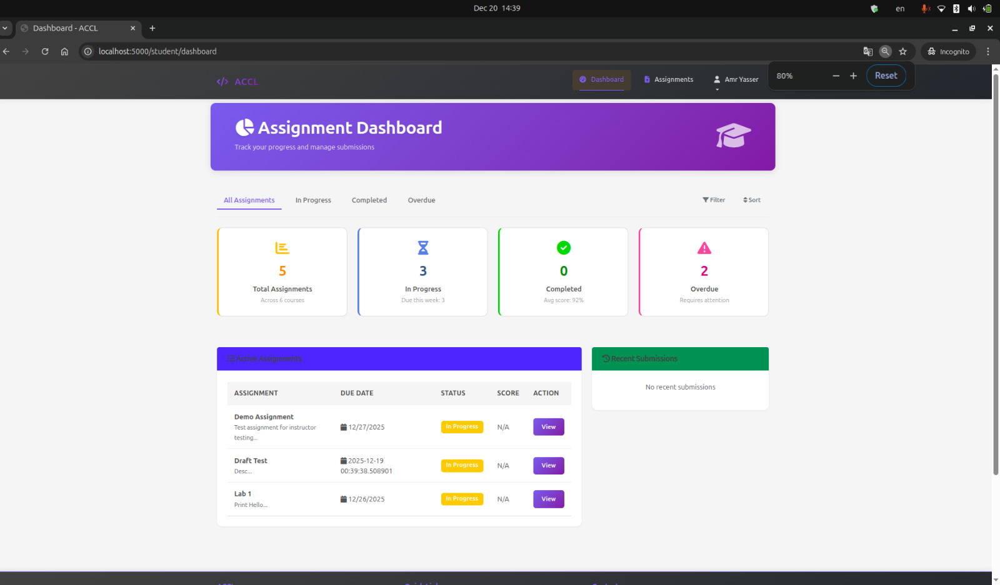 Dec 20 14:39
en
Dashboard - ACCL
localhost:5000/student/dashboard
Incognito
ACCL
Dashboard
Assignments
Amr Yasser
80%
Reset
Assignment Dashboard
Track your progress and manage submissions
All Assignments
In Progress
Completed
Overdue
Filter
Sort
5
Total Assignments
Across 6 courses
3
In Progress
Due this week: 3
0
Completed
Avg score: 92%
2
Overdue
Requires attention
Active Assignments
ASSIGNMENT DUE DATE STATUS SCORE ACTION
Demo Assignment
Test assignment for instructor
testing...
12/27/2025
In Progress
N/A
View
Draft Test
Desc...
2025-12-19
00:39:38.508901
In Progress
N/A
View
Lab 1
Print Hello...
12/26/2025
In Progress
N/A
View
Recent Submissions
No recent submissions